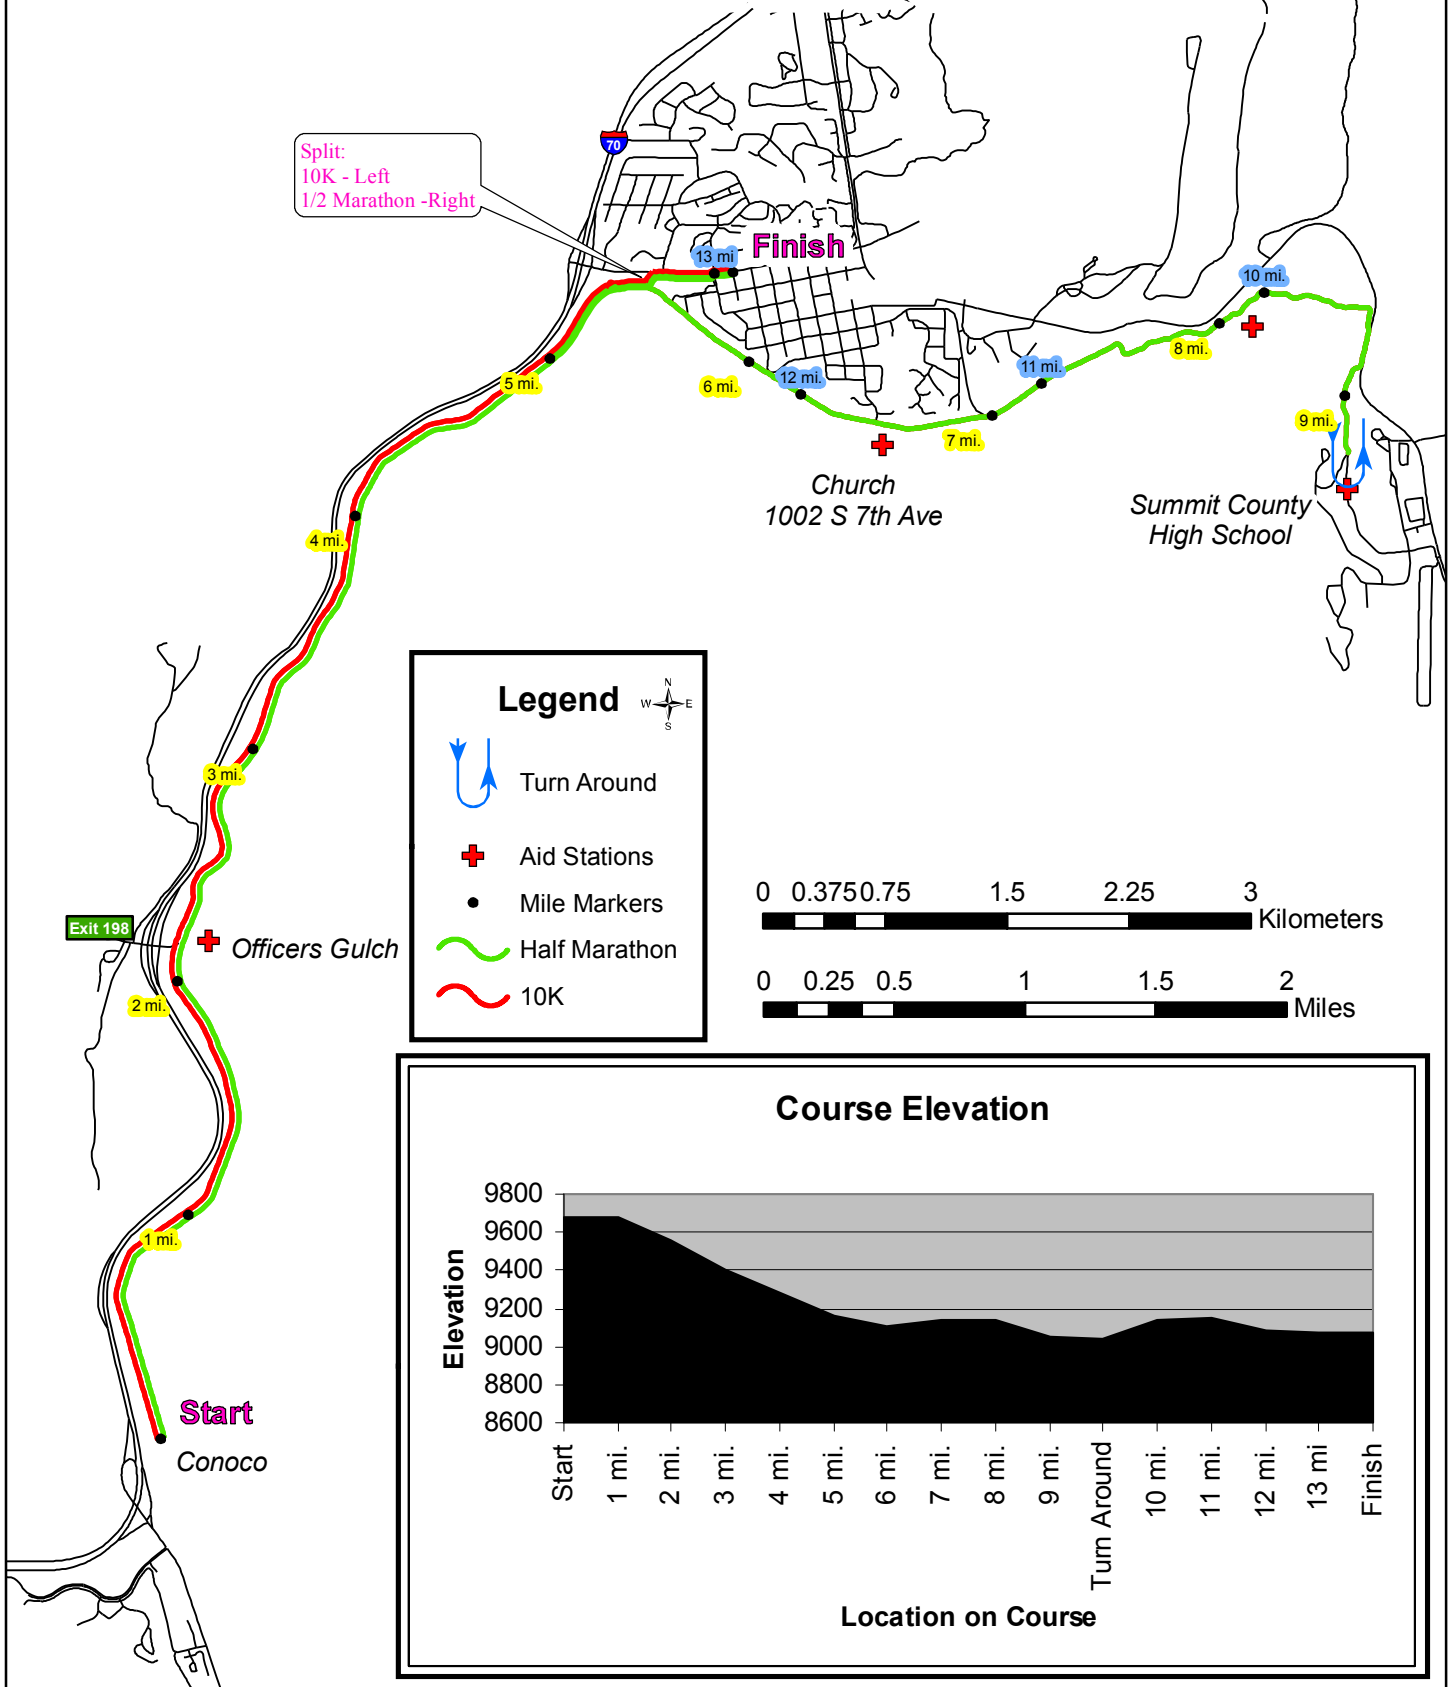 70
Split:
10K - Left
1/2 Marathon -Right
13 mi
Finish
10 mi.
8 mi.
11 mi.
12 mi.
5 mi.
6 mi.
9 mi.
7 mi.
Church
1002 S 7th Ave
Summit County
High School
4 mi.
3 mi.
Exit 198
Officers Gulch
2 mi.
1 mi.
Start
Conoco
Legend
N
W E
S
Turn Around
Aid Stations
Mile Markers
Half Marathon
10K
0 0.375 0.75 1.5 2.25 3
Kilometers
0 0.25 0.5 1 1.5 2
Miles
Course Elevation
Elevation
9800
9600
9400
9200
9000
8800
8600
Start
1 mi.
2 mi.
3 mi.
4 mi.
5 mi.
6 mi.
7 mi.
8 mi.
9 mi.
Turn Around
10 mi.
11 mi.
12 mi.
13 mi
Finish
Location on Course